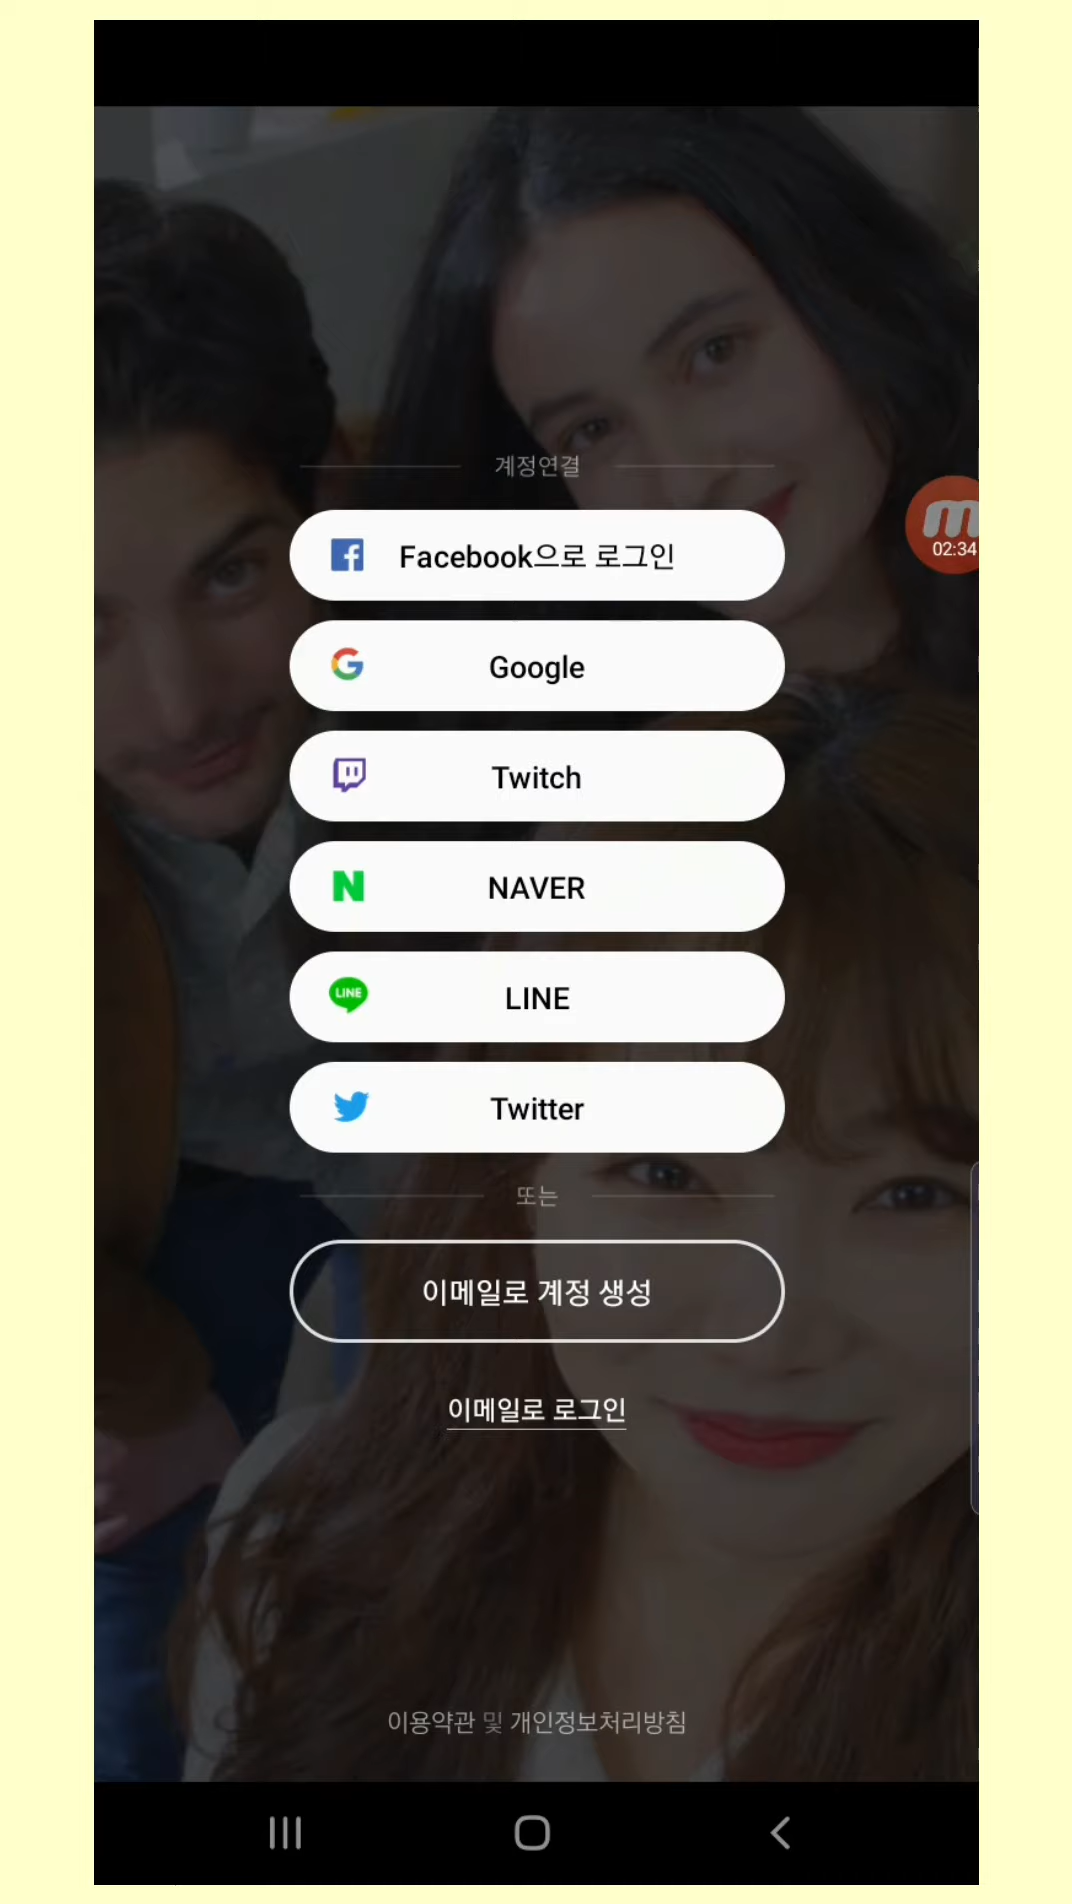 계정연결
02:34
Facebook으로 로그인
Google
Twitch
NAVER
LINE
LINE
Twitter
또는
이메일로 계정 생성
이메일로 로그인
이용약관 및 개인정보처리방침